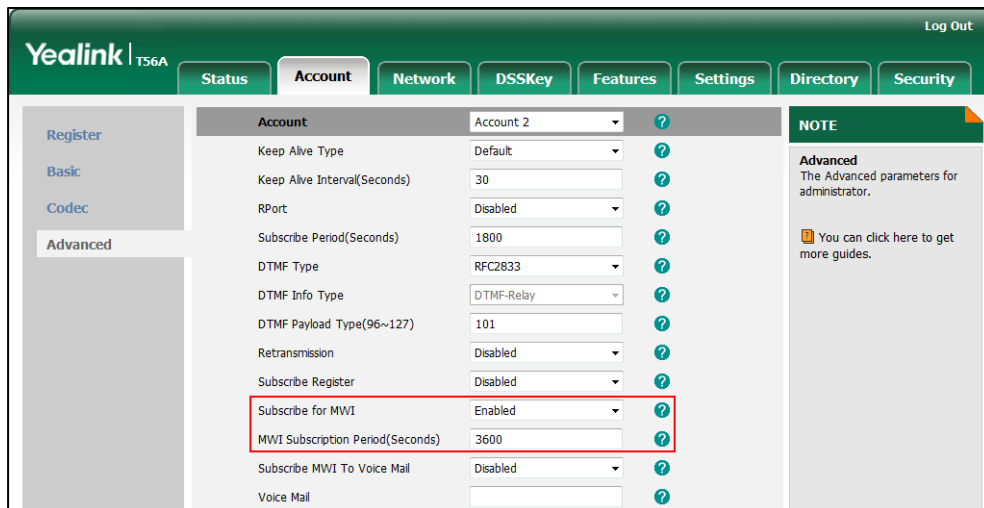 Log Out
Yealink T56A
Status Account Network DSSKey Features Settings Directory Security
Register
Basic
Codec
Advanced
Account Account 2
Keep Alive Type Default
Keep Alive Interval(Seconds) 30
RPort Disabled
Subscribe Period(Seconds) 1800
DTMF Type RFC2833
DTMF Info Type DTMF-Relay
DTMF Payload Type(96~127) 101
Retransmission Disabled
Subscribe Register Disabled
Subscribe for MWI Enabled
MWI Subscription Period(Seconds) 3600
Subscribe MWI To Voice Mail Disabled
Voice Mail
NOTE
Advanced
The Advanced parameters for
administrator.
You can click here to get
more guides.